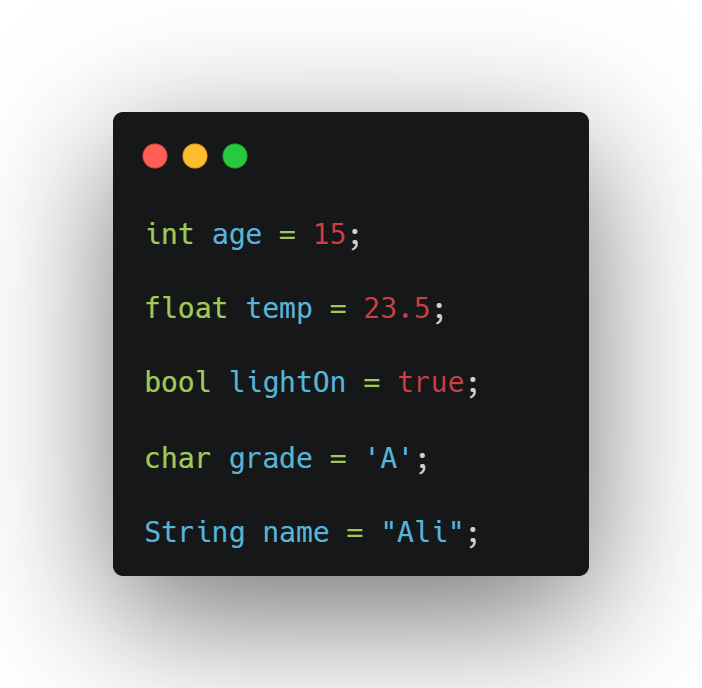 int age = 15;
float temp = 23.5;
bool lightOn = true;
char grade = 'A';
String name = "Ali";